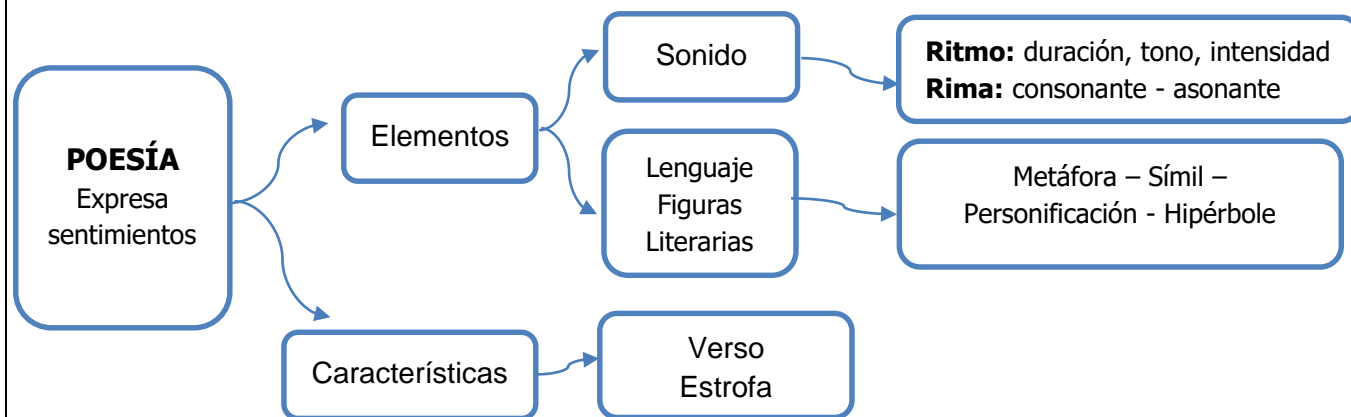 POESÍA
Expresa
sentimientos
Elementos
Sonido
Ritmo: duración, tono, intensidad
Rima: consonante - asonante
Lenguaje
Figuras
Literarias
Metáfora – Símil –
Personificación - Hipérbole
Características
Verso
Estrofa